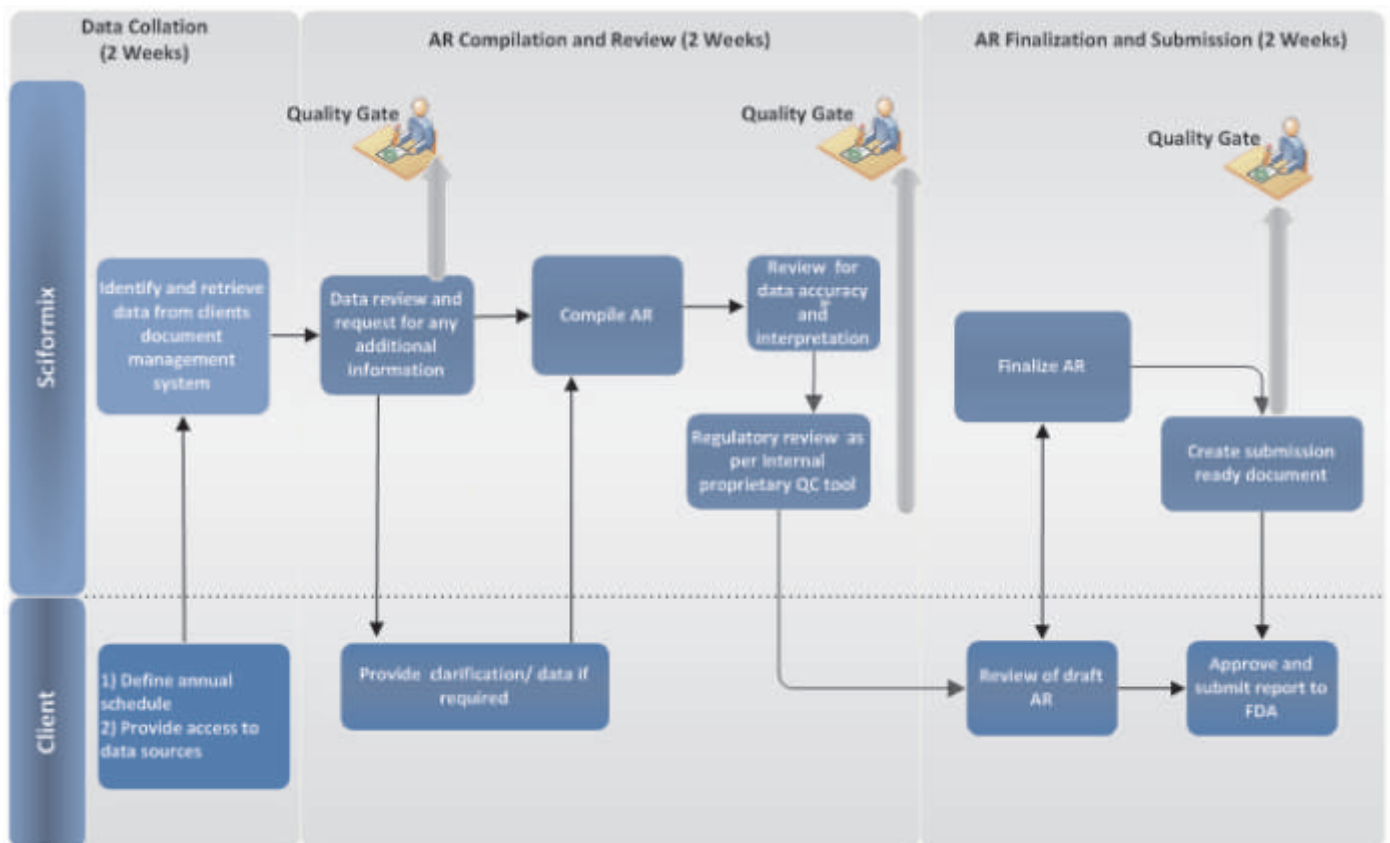 Data Collation
(2 Weeks)
AR Compilation and Review (2 Weeks)
AR Finalization and Submission (2 Weeks)
Sciformix
Quality Gate
Quality Gate
Quality Gate
Identify and retrieve
data from clients
document
management
system
Data review and
request for any
additional
information
Compile AR
Review for
data accuracy
and
interpretation
Regulatory review as
per Internal
proprietary QC tool
Finalize AR
Create submission
ready document
Client
1) Define annual
schedule
2) Provide access to
data sources
Provide clarification/ data if
required
Review of draft
AR
Approve and
submit report to
FDA